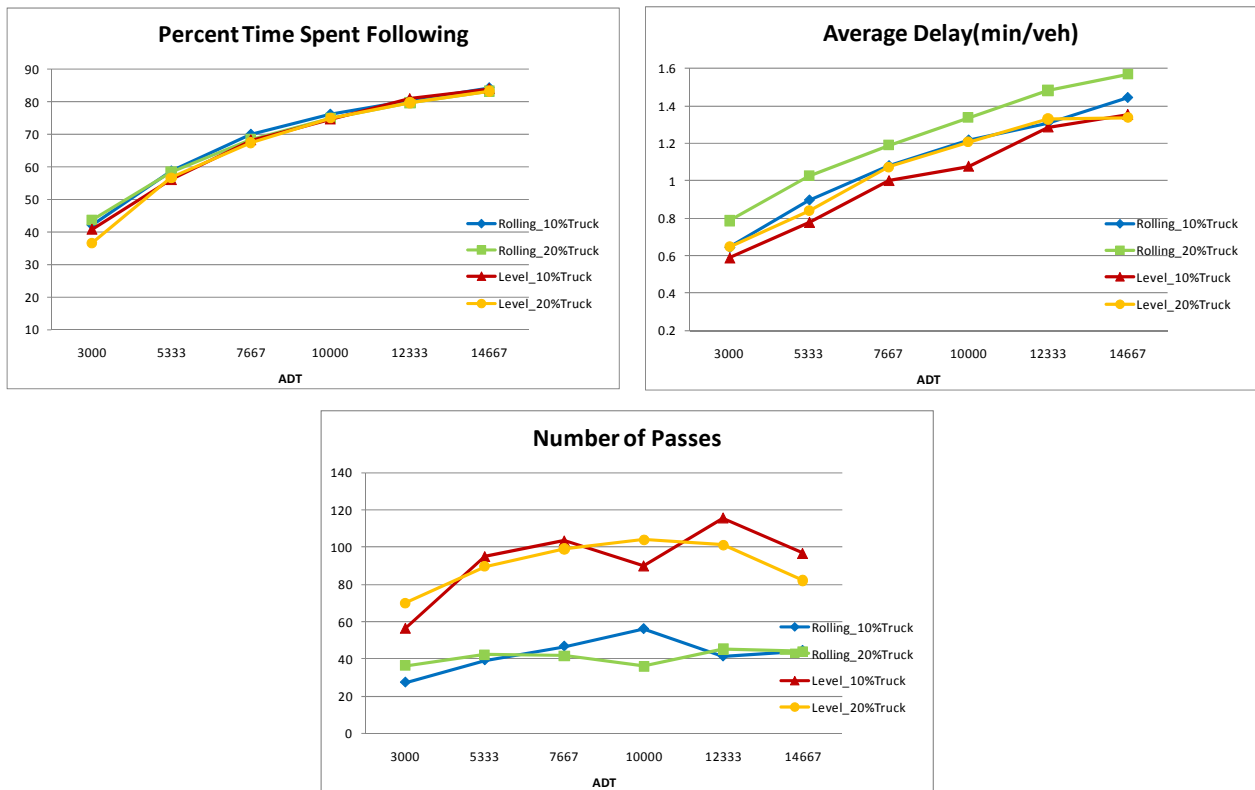 Percent Time Spent Following
90
80
70
60
50
40
30
20
10
3000 5333 7667 10000 12333 14667
ADT
Rolling_10%Truck
Rolling_20%Truck
Level_10%Truck
Level_20%Truck
Average Delay(min/veh)
1.6
1.4
1.2
1
0.8
0.6
0.4
0.2
3000 5333 7667 10000 12333 14667
ADT
Rolling_10%Truck
Rolling_20%Truck
Level_10%Truck
Level_20%Truck
Number of Passes
140
120
100
80
60
40
20
0
3000 5333 7667 10000 12333 14667
ADT
Rolling_10%Truck
Rolling_20%Truck
Level_10%Truck
Level_20%Truck